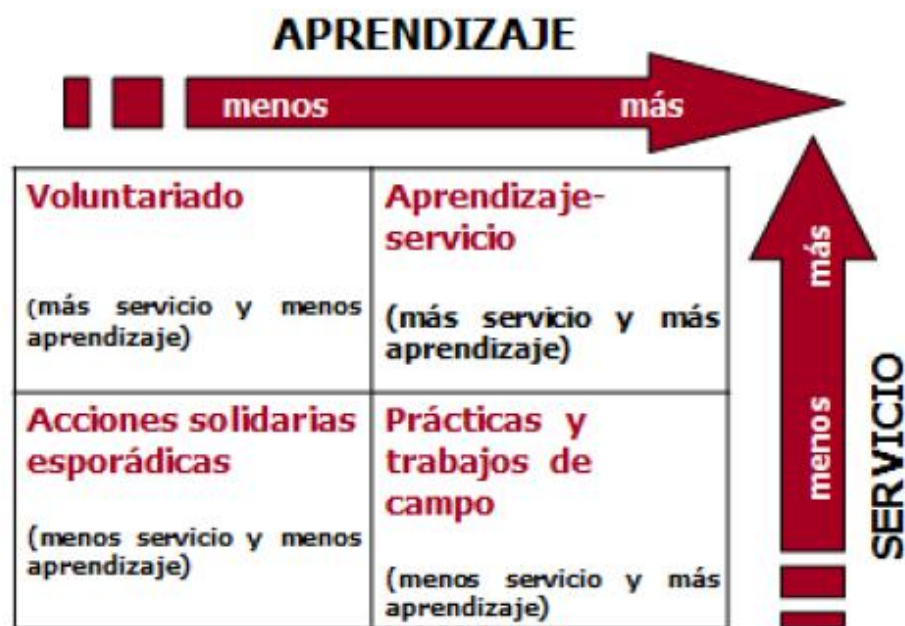 APRENDIZAJE
menos más
Voluntariado
(más servicio y menos
aprendizaje)
Aprendizaje-
servicio
(más servicio y más
aprendizaje)
Acciones solidarias
esporádicas
(menos servicio y menos
aprendizaje)
Prácticas y
trabajos de
campo
(menos servicio y más
aprendizaje)
más
menos
SERVICIO